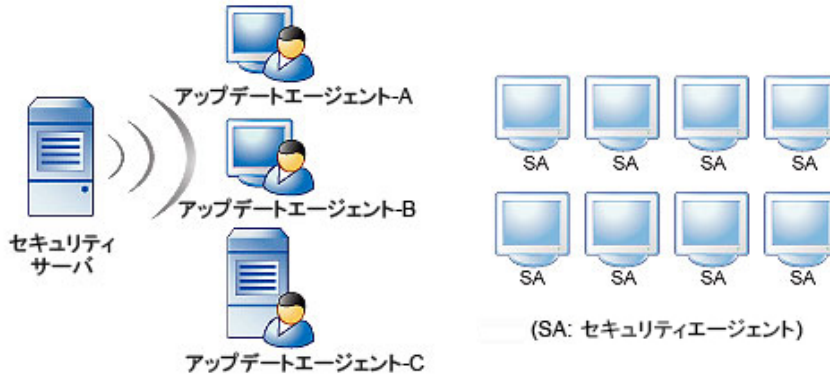 アップデートエージェント-A
アップデートエージェント-B
セキュリティ
サーバ
アップデートエージェント-C
SA SA SA SA
SA SA SA SA
(SA: セキュリティエージェント)